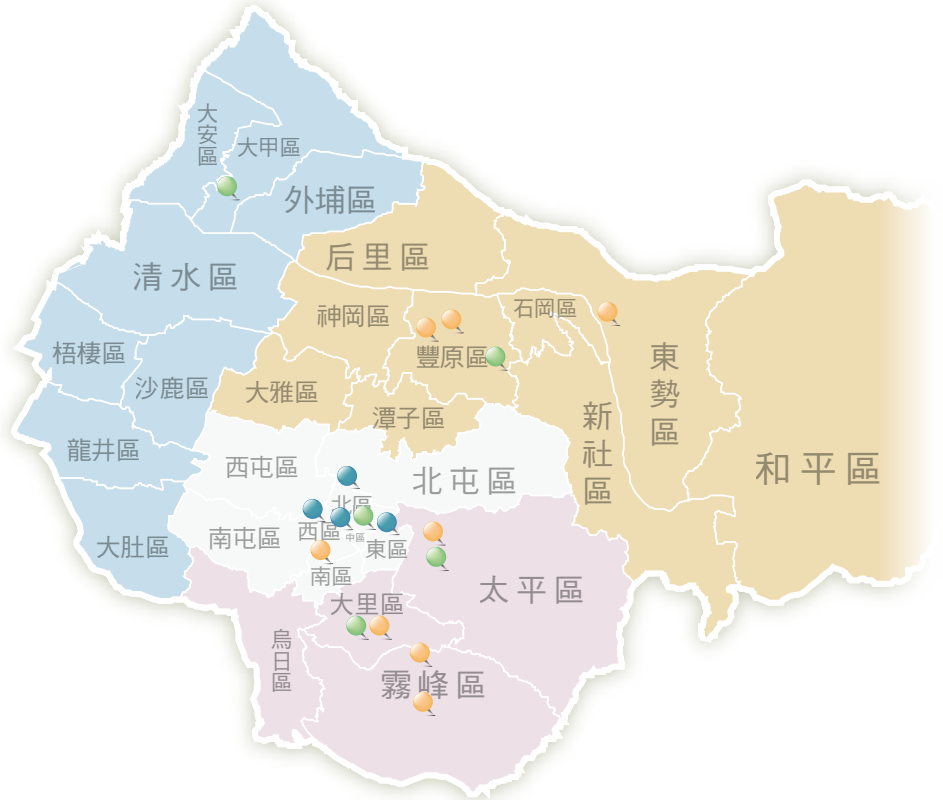 大安區
大甲區
外埔區
后里區
清水區
神岡區
石岡區
梧棲區
豐原區
東勢區
沙鹿區
大雅區
潭子區
新社區
龍井區
西屯區
北屯區
和平區
北區
西區
中區
南屯區
東區
大肚區
南區
太平區
大里區
烏日區
霧峰區